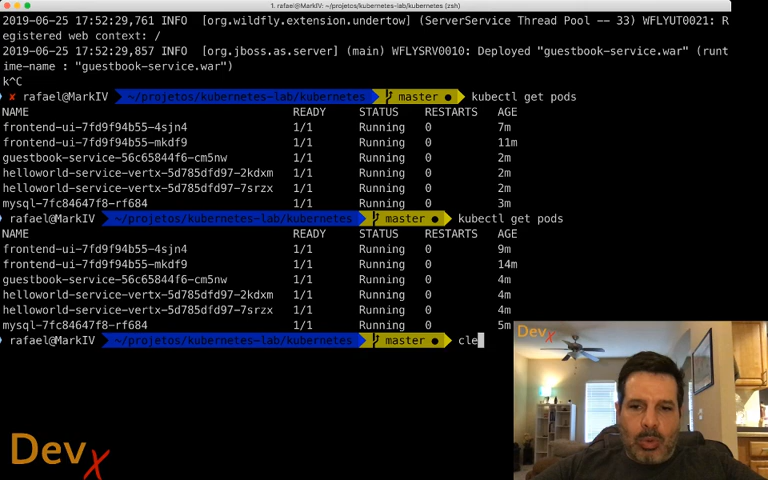 1. rafael@MarkIV: ~/projetos/kubernetes-lab/kubernetes (zsh)
2019-06-25 17:52:29,761 INFO  [org.wildfly.extension.undertow] (ServerService Thread Pool -- 33) WFLYUT0021: R
egistered web context: /
2019-06-25 17:52:29,857 INFO  [org.jboss.as.server] (main) WFLYSRV0010: Deployed "guestbook-service.war" (runt
ime-name : "guestbook-service.war")
k^C
✘ rafael@MarkIV ~/projetos/kubernetes-lab/kubernetes master ● kubectl get pods
NAME READY STATUS RESTARTS AGE
frontend-ui-7fd9f94b55-4sjn4 1/1 Running 0 7m
frontend-ui-7fd9f94b55-mkdf9 1/1 Running 0 11m
guestbook-service-56c65844f6-cm5nw 1/1 Running 0 2m
helloworld-service-vertx-5d785dfd97-2kdxm 1/1 Running 0 2m
helloworld-service-vertx-5d785dfd97-7srzx 1/1 Running 0 2m
mysql-7fc84647f8-rf684 1/1 Running 0 3m
rafael@MarkIV ~/projetos/kubernetes-lab/kubernetes master ● kubectl get pods
NAME READY STATUS RESTARTS AGE
frontend-ui-7fd9f94b55-4sjn4 1/1 Running 0 9m
frontend-ui-7fd9f94b55-mkdf9 1/1 Running 0 14m
guestbook-service-56c65844f6-cm5nw 1/1 Running 0 4m
helloworld-service-vertx-5d785dfd97-2kdxm 1/1 Running 0 4m
helloworld-service-vertx-5d785dfd97-7srzx 1/1 Running 0 4m
mysql-7fc84647f8-rf684 1/1 Running 0 5m
rafael@MarkIV ~/projetos/kubernetes-lab/kubernetes master ● cle
Devx
Devx